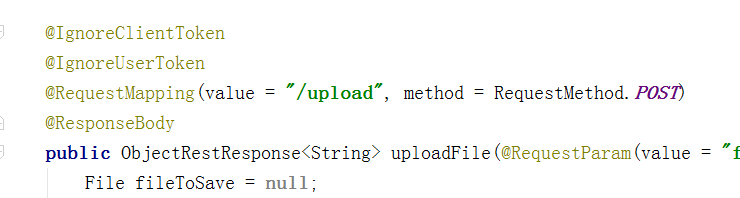 @IgnoreClientToken
@IgnoreUserToken
@RequestMapping(value = "/upload", method = RequestMethod.POST)
@ResponseBody
public ObjectRestResponse<String> uploadFile(@RequestParam(value = "f
File fileToSave = null;